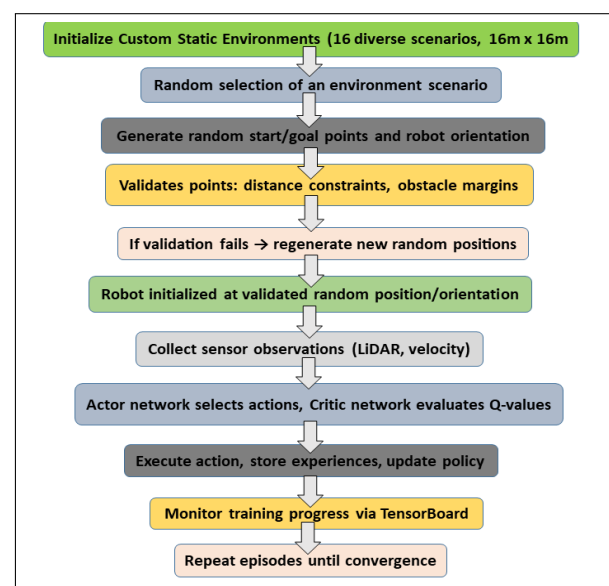 Initialize Custom Static Environments (16 diverse scenarios, 16m x 16m
Random selection of an environment scenario
Generate random start/goal points and robot orientation
Validates points: distance constraints, obstacle margins
If validation fails → regenerate new random positions
Robot initialized at validated random position/orientation
Collect sensor observations (LiDAR, velocity)
Actor network selects actions, Critic network evaluates Q-values
Execute action, store experiences, update policy
Monitor training progress via TensorBoard
Repeat episodes until convergence